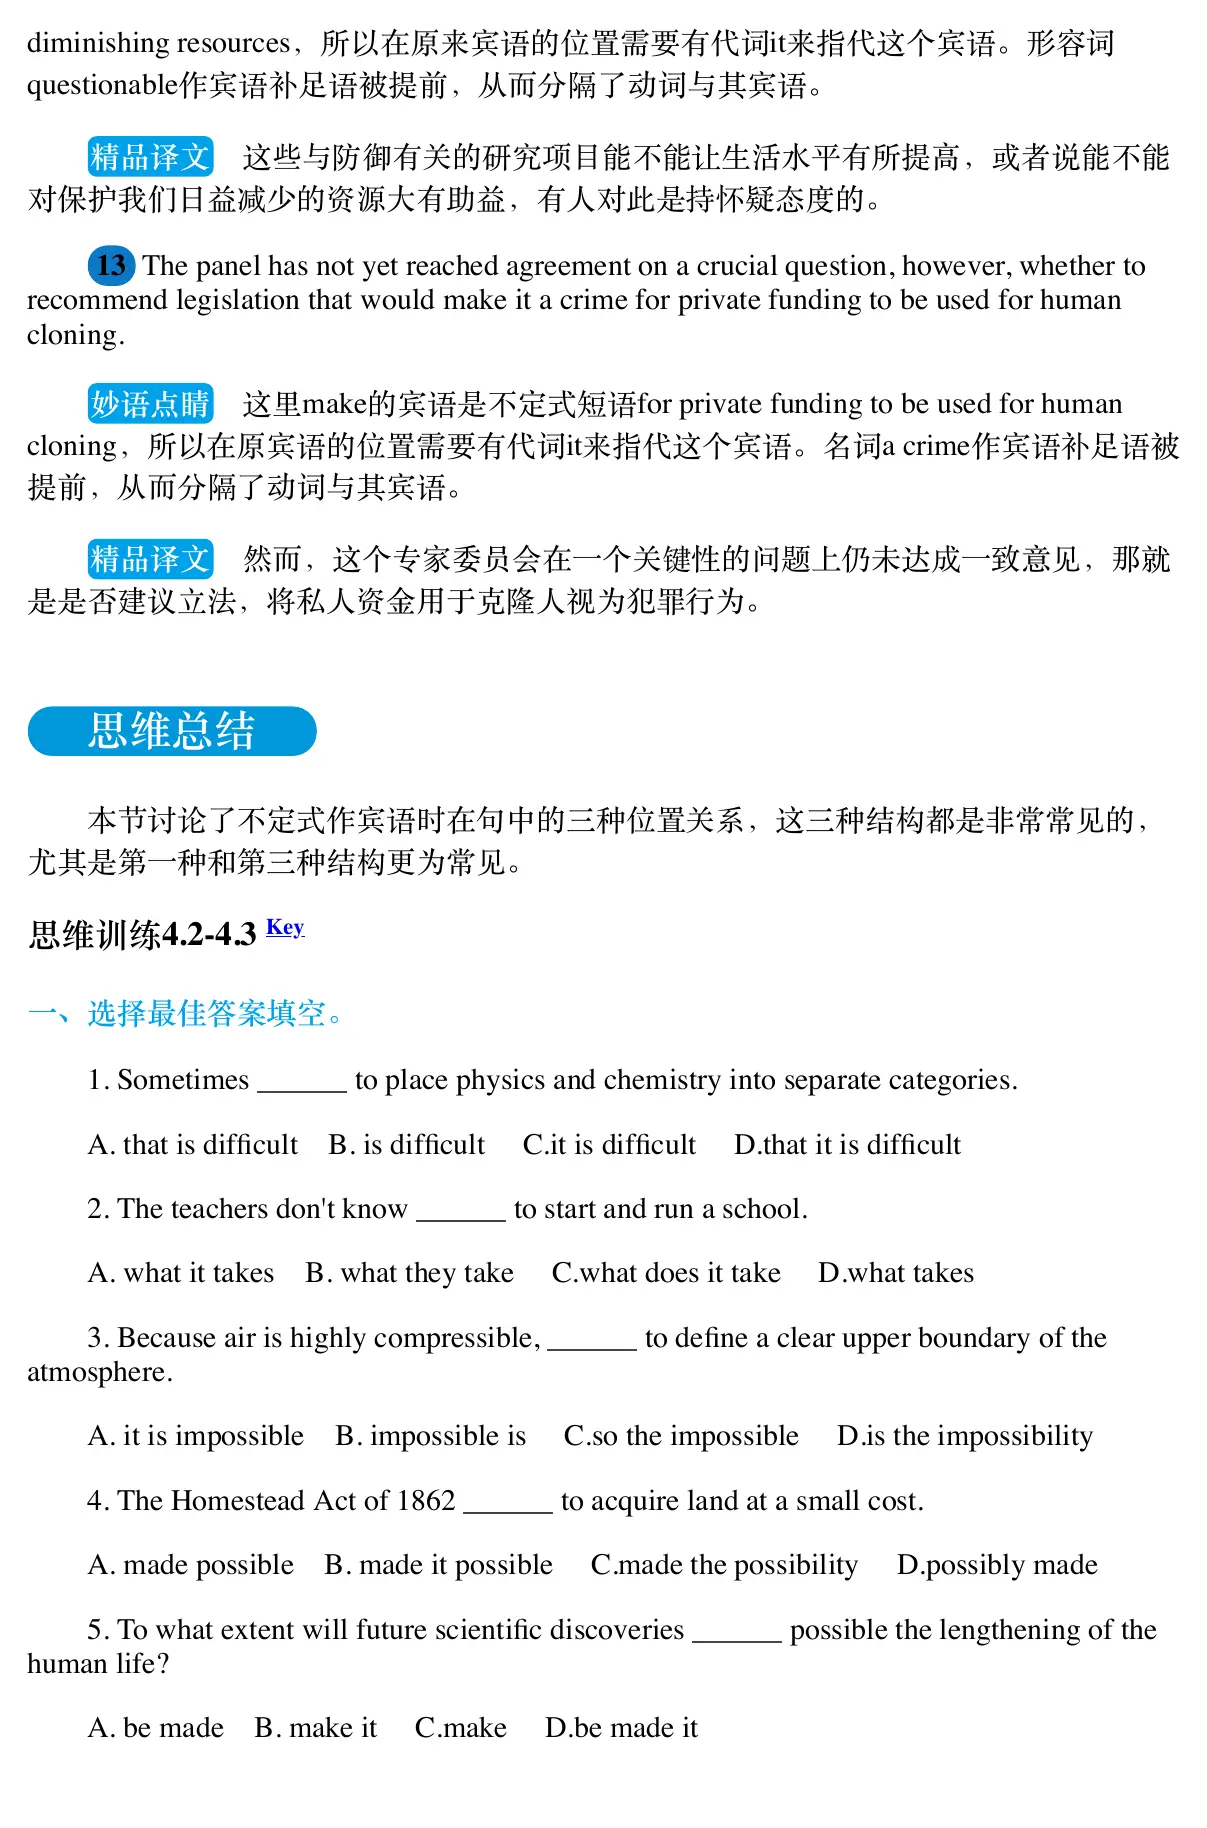 diminishing resources，所以在原来宾语的位置需要有代词it来指代这个宾语。形容词
questionable作宾语补足语被提前，从而分隔了动词与其宾语。
精品译文 这些与防御有关的研究项目能不能让生活水平有所提高，或者说能不能
对保护我们日益减少的资源大有助益，有人对此是持怀疑态度的。
13 The panel has not yet reached agreement on a crucial question, however, whether to
recommend legislation that would make it a crime for private funding to be used for human
cloning.
妙语点睛 这里make的宾语是不定式短语for private funding to be used for human
cloning，所以在原宾语的位置需要有代词it来指代这个宾语。名词a crime作宾语补足语被
提前，从而分隔了动词与其宾语。
精品译文 然而，这个专家委员会在一个关键性的问题上仍未达成一致意见，那就
是是否建议立法，将私人资金用于克隆人视为犯罪行为。
思维总结
本节讨论了不定式作宾语时在句中的三种位置关系，这三种结构都是非常常见的，
尤其是第一种和第三种结构更为常见。
思维训练4.2-4.3 Key
一、选择最佳答案填空。
1. Sometimes ______ to place physics and chemistry into separate categories.
A. that is difficult B. is difficult C.it is difficult D.that it is difficult
2. The teachers don't know ______ to start and run a school.
A. what it takes B. what they take C.what does it take D.what takes
3. Because air is highly compressible, ______ to define a clear upper boundary of the
atmosphere.
A. it is impossible B. impossible is C.so the impossible D.is the impossibility
4. The Homestead Act of 1862 ______ to acquire land at a small cost.
A. made possible B. made it possible C.made the possibility D.possibly made
5. To what extent will future scientific discoveries ______ possible the lengthening of the
human life?
A. be made B. make it C.make D.be made it